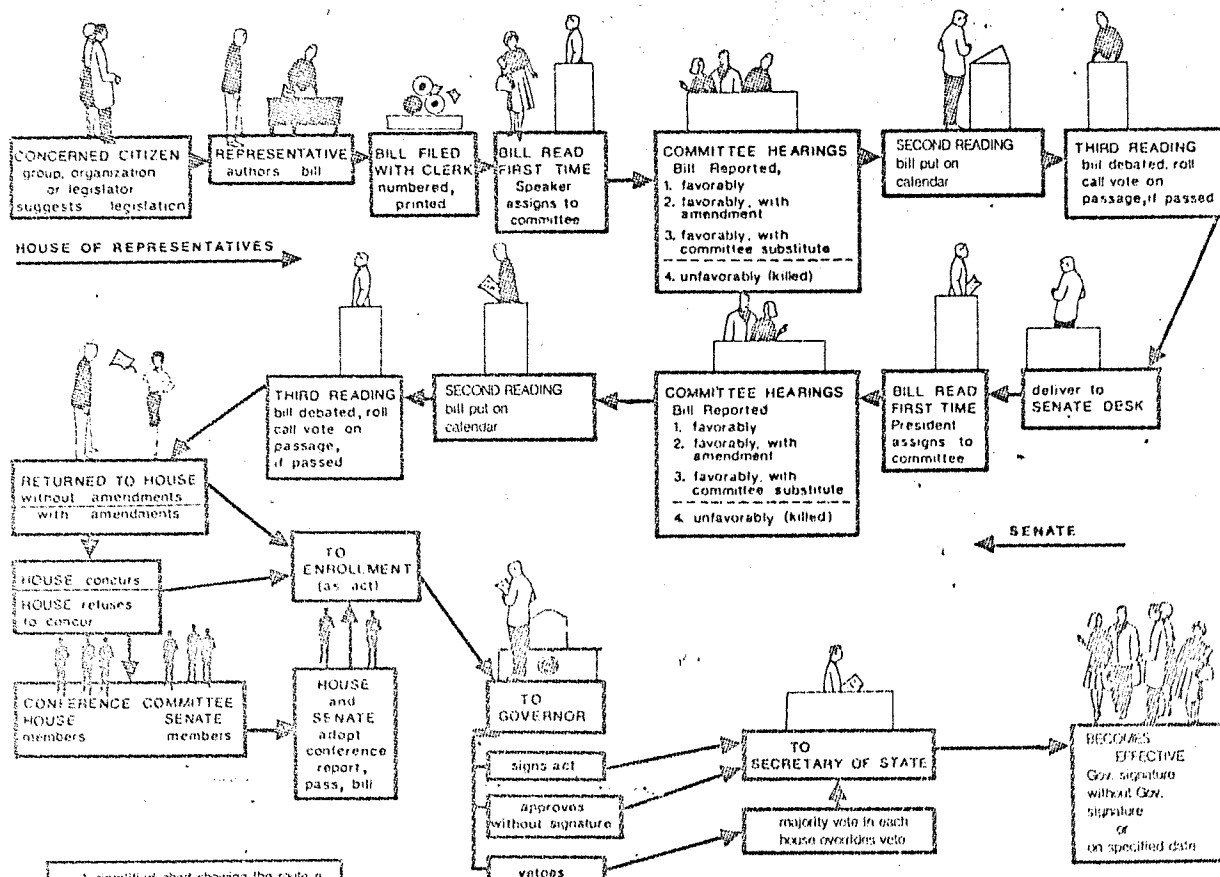 CONCERNED CITIZEN
group, organization
or legislator
suggests legislation
REPRESENTATIVE
authors bill
BILL FILED
WITH CLERK
numbered,
printed
BILL READ
FIRST TIME
Speaker
assigns to
committee
COMMITTEE HEARINGS
Bill Reported,
1. favorably
2. favorably, with
amendment
3. favorably, with
committee substitute
4. unfavorably (killed)
SECOND READING
bill put on
calendar
THIRD READING
bill debated, roll
call vote on
passage, if passed
HOUSE OF REPRESENTATIVES
deliver to
SENATE DESK
BILL READ
FIRST TIME
President
assigns to
committee
COMMITTEE HEARINGS
Bill Reported
1. favorably
2. favorably, with
amendment
3. favorably, with
committee substitute
4. unfavorably (killed)
SECOND READING
bill put on
calendar
THIRD READING
bill debated, roll
call vote on
passage,
if passed
SENATE
RETURNED TO HOUSE
without amendments
with amendments
HOUSE concurs
HOUSE refuses
to concur
TO
ENROLLMENT
(as act)
CONFERENCE COMMITTEE
HOUSE SENATE
members members
HOUSE
and
SENATE
adopt
conference
report,
pass, bill
TO
GOVERNOR
signs act
approves
without signature
vetoes
TO
SECRETARY OF STATE
majority vote in each
house overrides veto
BECOMES
EFFECTIVE
Gov. signature
without Gov.
signature
or
on specified date
A simplified chart showing the route a